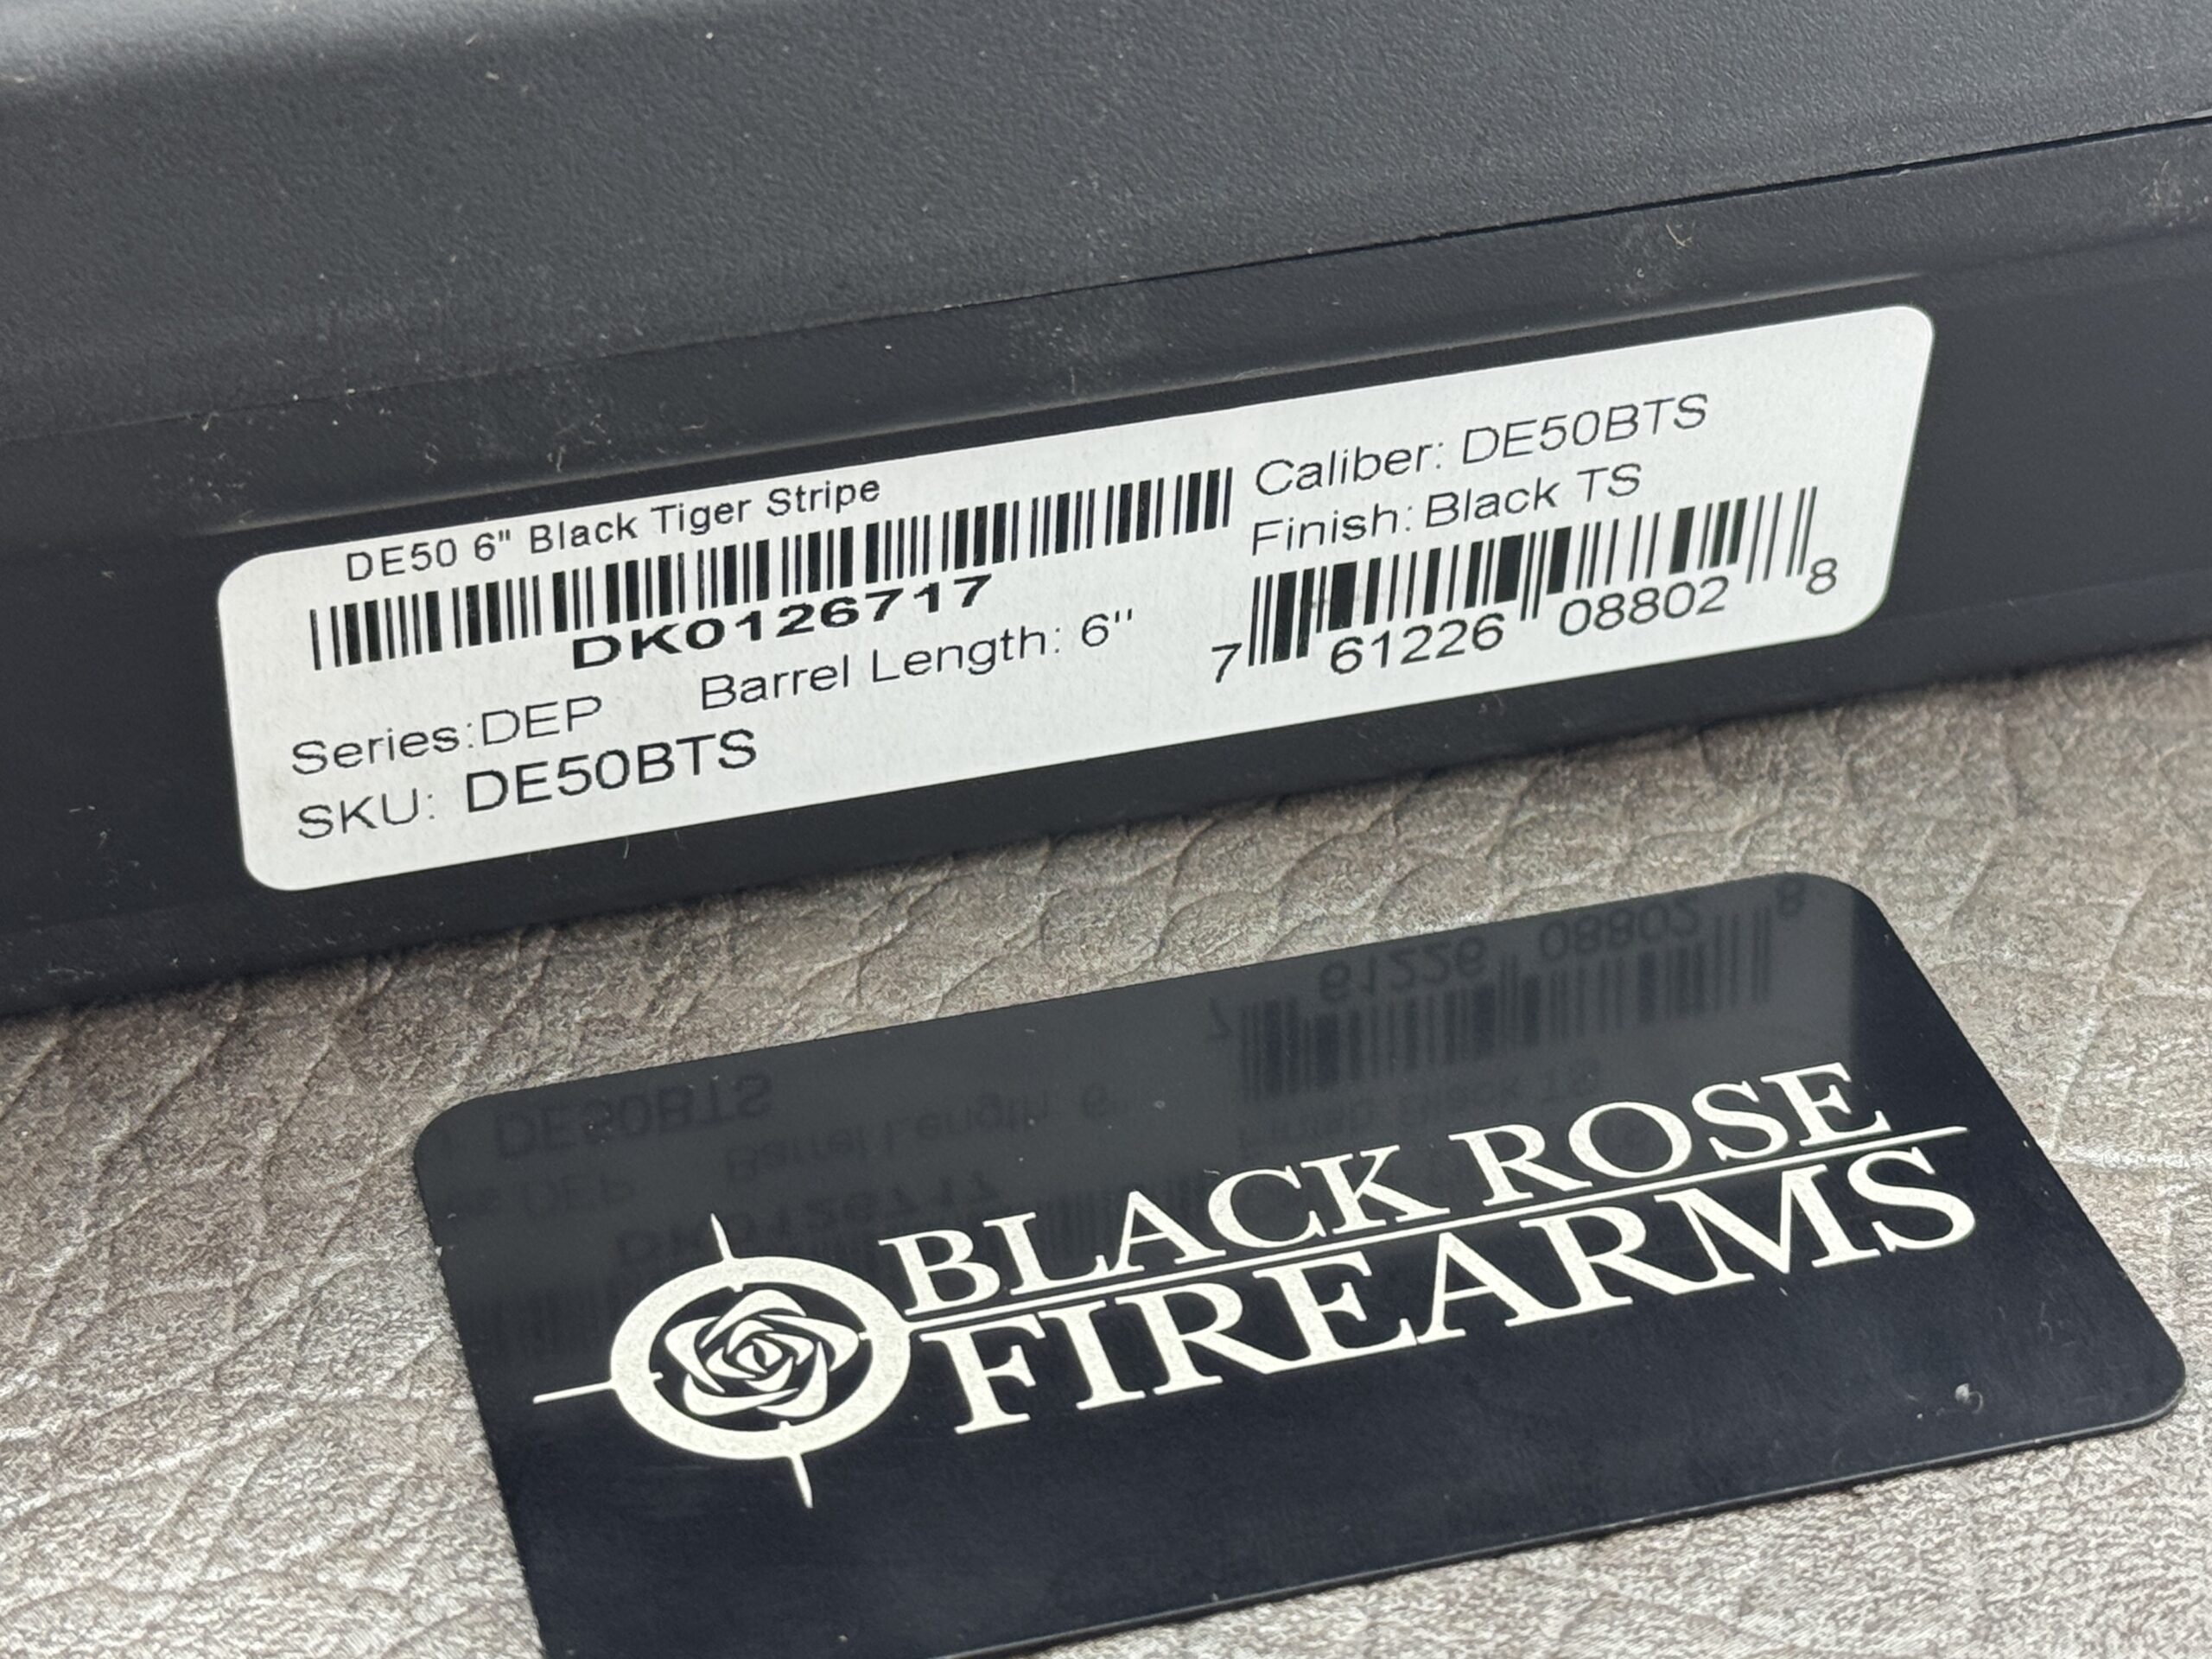 DE50 6" Black Tiger Stripe
DK0126717
Series:DEP Barrel Length: 6"
SKU: DE50BTS
Caliber: DE50BTS
Finish: Black TS
7 61226 08802 8
BLACK ROSE
FIREARMS